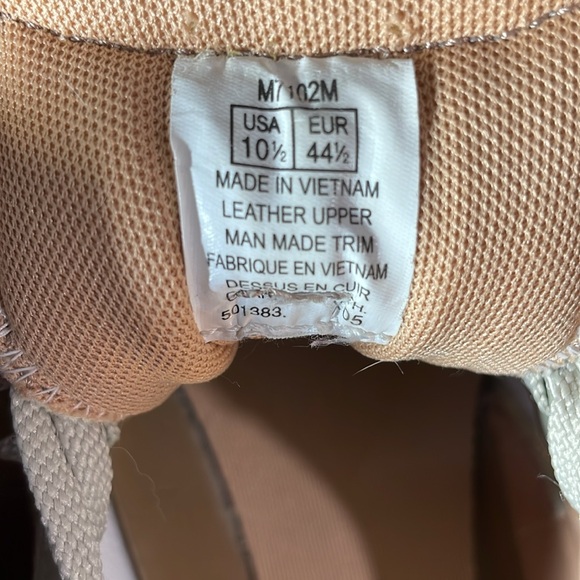 M7102M
USA EUR
10½ 44½
MADE IN VIETNAM
LEATHER UPPER
MAN MADE TRIM
FABRIQUE EN VIETNAM
DESSUS EN CUIR
501383.